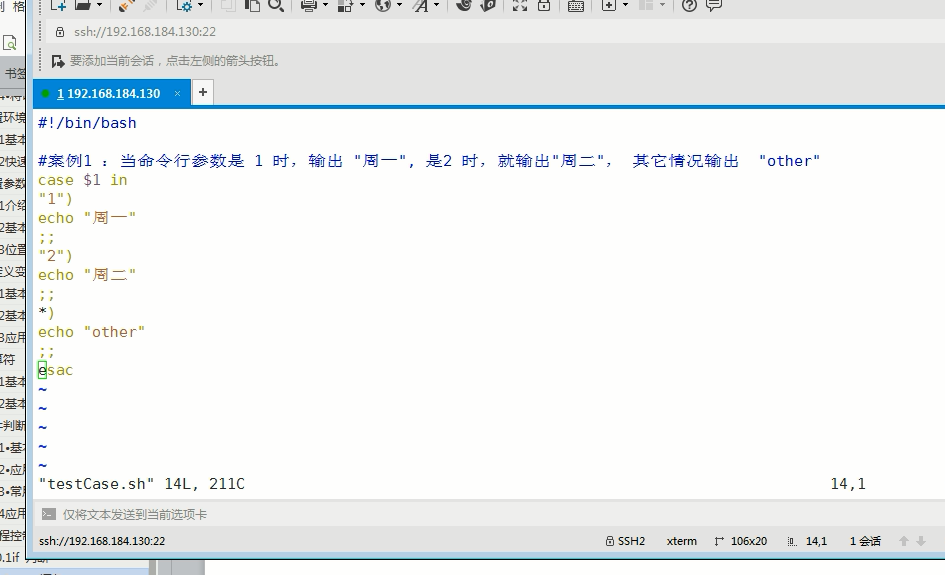 ssh://192.168.184.130:22
要添加当前会话，点击左侧的箭头按钮。
书签
1 192.168.184.130 × +
#!/bin/bash
#案例1 ：当命令行参数是 1 时，输出 "周一", 是2 时，就输出"周二"， 其它情况输出  "other"
case $1 in
"1")
echo "周一"
;;
"2")
echo "周二"
;;
*)
echo "other"
;;
esac
~
~
~
~
~
"testCase.sh" 14L, 211C 14,1
仅将文本发送到当前选项卡
ssh://192.168.184.130:22 SSH2 xterm 106x20 14,1 1 会话